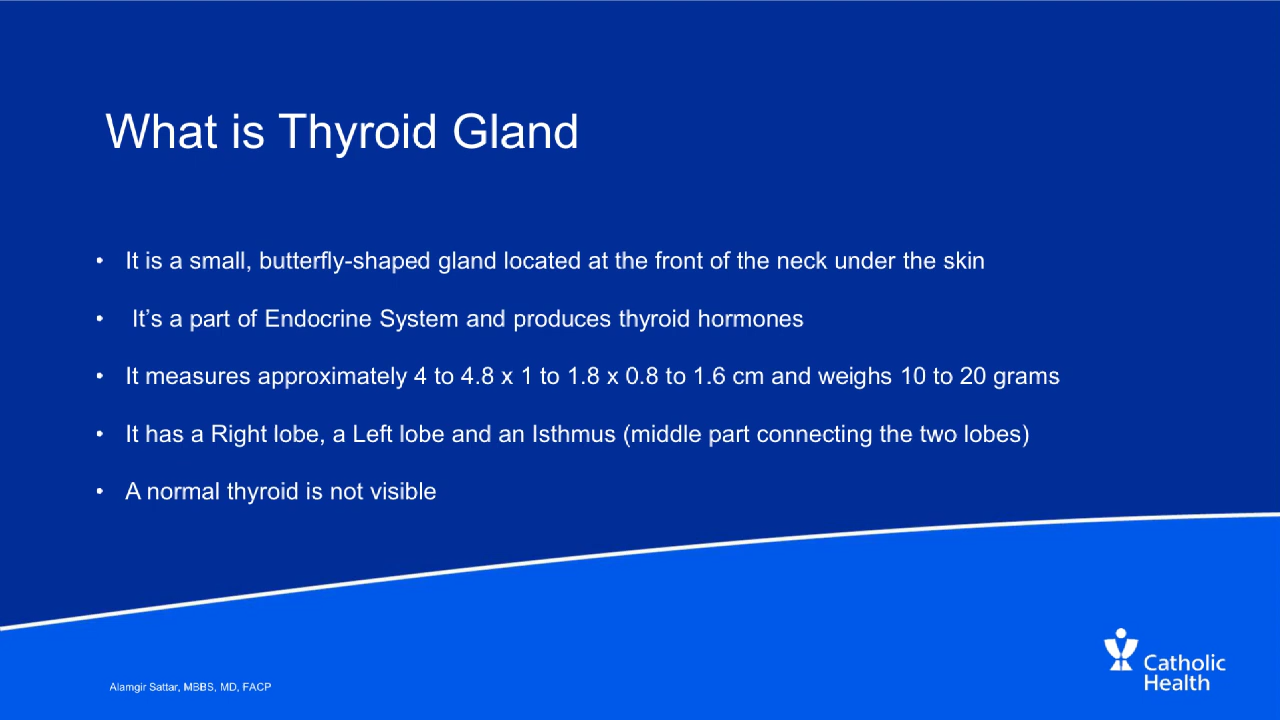 What is Thyroid Gland
• It is a small, butterfly-shaped gland located at the front of the neck under the skin
• It’s a part of Endocrine System and produces thyroid hormones
• It measures approximately 4 to 4.8 x 1 to 1.8 x 0.8 to 1.6 cm and weighs 10 to 20 grams
• It has a Right lobe, a Left lobe and an Isthmus (middle part connecting the two lobes)
• A normal thyroid is not visible
Alamgir Sattar, MBBS, MD, FACP
Catholic
Health